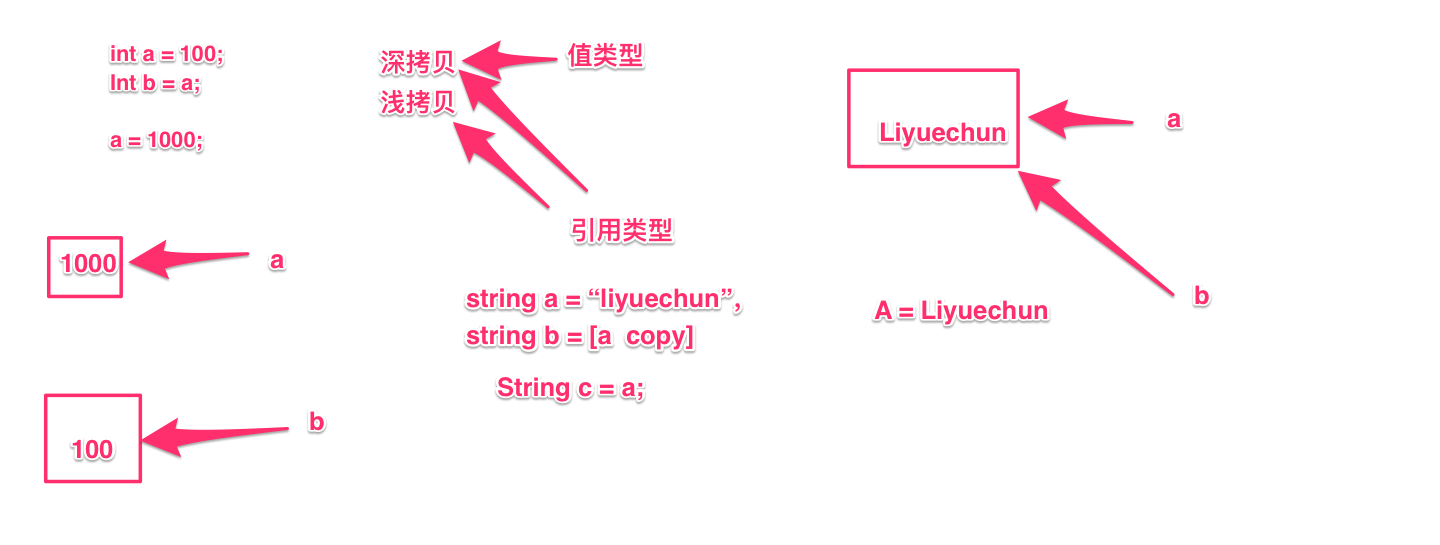 int a = 100;
Int b = a;
a = 1000;
1000
a
100
b
深拷贝
值类型
浅拷贝
引用类型
string a = “liyuechun”,
string b = [a  copy]
String c = a;
Liyuechun
a
b
A = Liyuechun